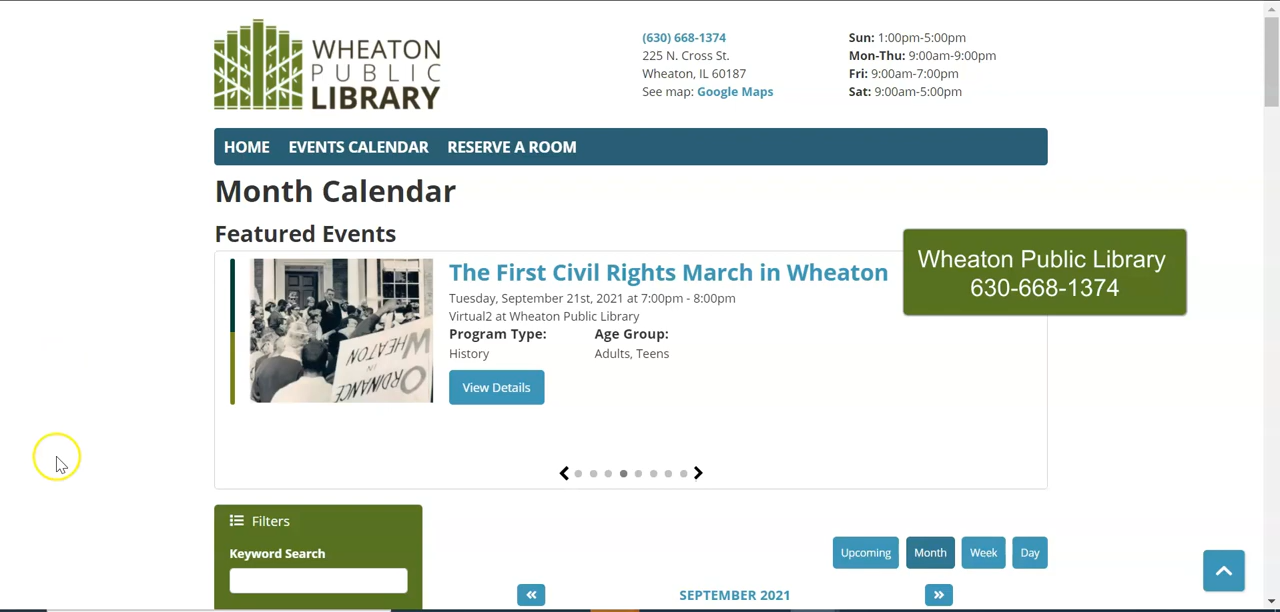 WHEATON
PUBLIC
LIBRARY
(630) 668-1374
225 N. Cross St.
Wheaton, IL 60187
See map: Google Maps
Sun: 1:00pm-5:00pm
Mon-Thu: 9:00am-9:00pm
Fri: 9:00am-7:00pm
Sat: 9:00am-5:00pm
HOME EVENTS CALENDAR RESERVE A ROOM
Month Calendar
Featured Events
WHEATON
IN
ORDINANCE
The First Civil Rights March in Wheaton
Tuesday, September 21st, 2021 at 7:00pm - 8:00pm
Virtual2 at Wheaton Public Library
Program Type: Age Group:
History Adults, Teens
View Details
Wheaton Public Library
630-668-1374
Filters
Keyword Search
Upcoming Month Week Day
« SEPTEMBER 2021 »